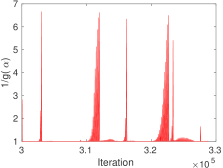 7
6
5
4
3
2
1
1/g( α )
3 3.1 3.2 3.3
Iteration
×10⁵